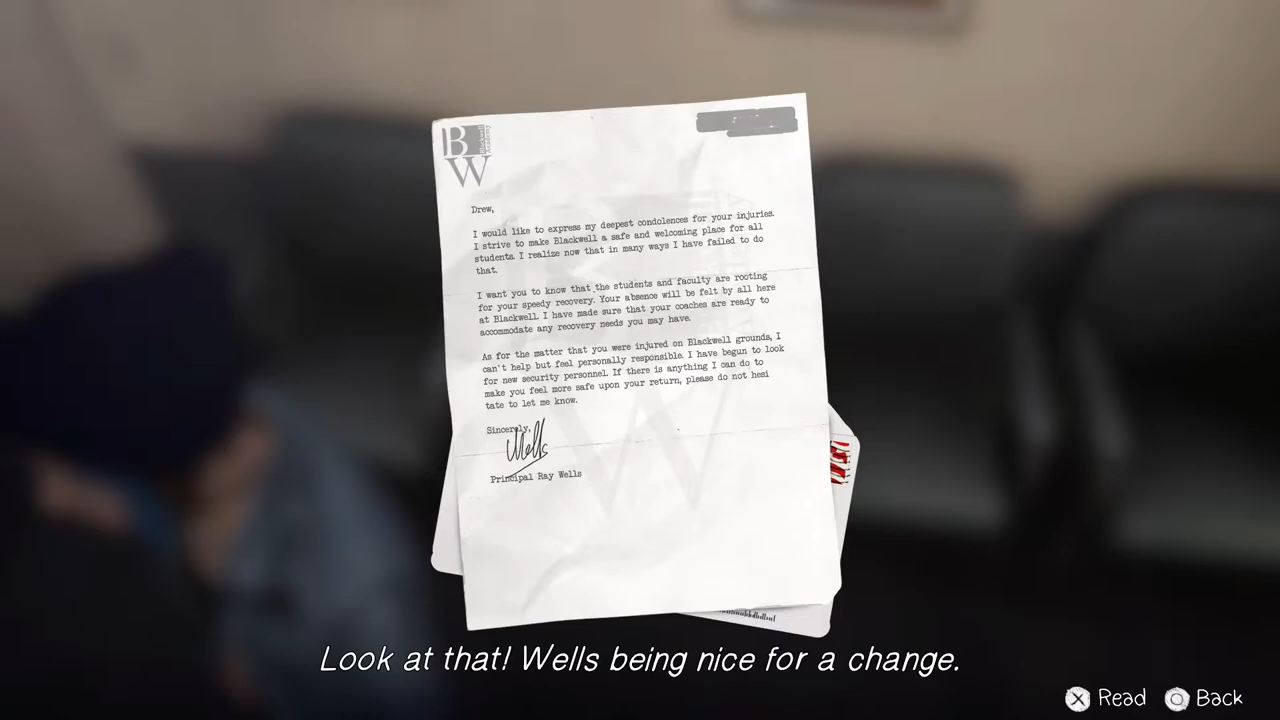 BW
Blackwell
Academy
Drew,
I would like to express my deepest condolences for your injuries.
I strive to make Blackwell a safe and welcoming place for all
students. I realize now that in many ways I have failed to do
that.
I want you to know that the students and faculty are rooting
for your speedy recovery. Your absence will be felt by all here
at Blackwell. I have made sure that your coaches are ready to
accommodate any recovery needs you may have.
As for the matter that you were injured on Blackwell grounds, I
can't help but feel personally responsible. I have begun to look
for new security personnel. If there is anything I can do to
make you feel more safe upon your return, please do not hesi
tate to let me know.
Sincerely,
Wells
Principal Ray Wells
W
Look at that! Wells being nice for a change.
Read Back